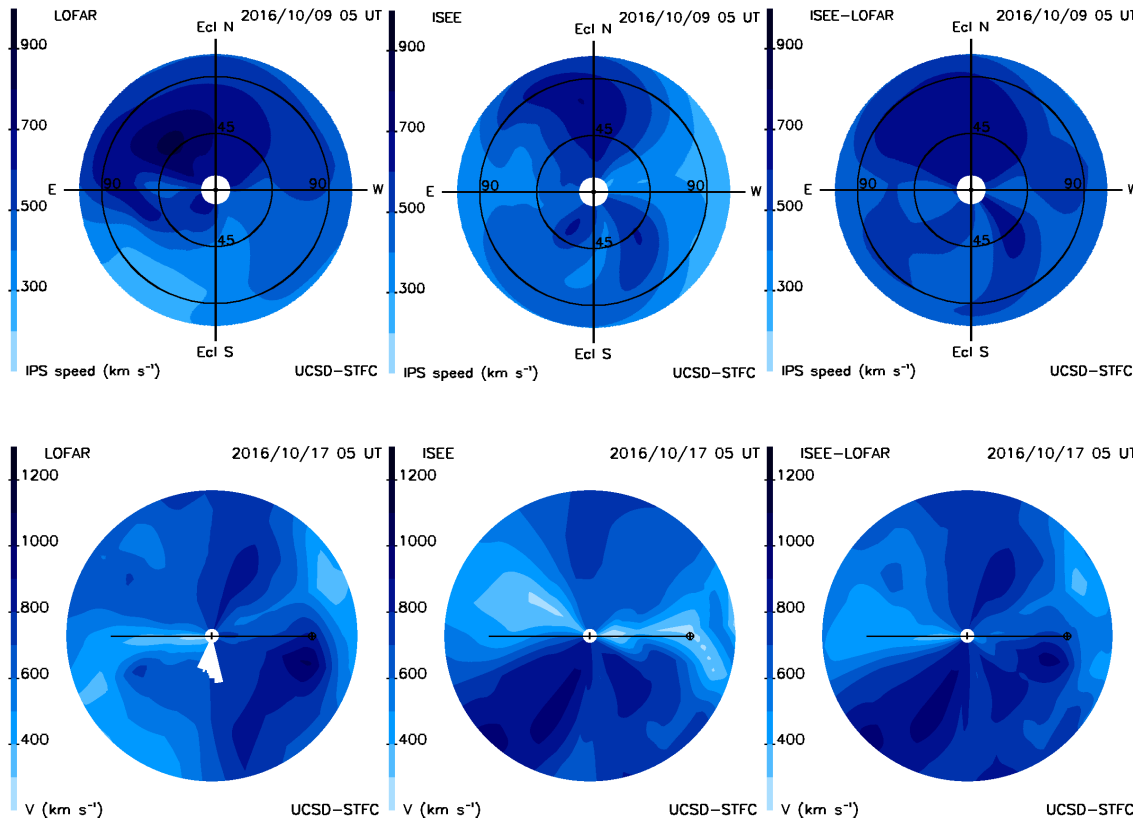 LOFAR 2016/10/09 05 UT
Ecl N
900
700
500
300
45
90
90
45
E
W
Ecl S
IPS speed (km s⁻¹) UCSD-STFC
ISEE 2016/10/09 05 UT
Ecl N
900
700
500
300
45
90
90
45
E
W
Ecl S
IPS speed (km s⁻¹) UCSD-STFC
ISEE-LOFAR 2016/10/09 05 UT
Ecl N
900
700
500
300
45
90
90
45
E
W
Ecl S
IPS speed (km s⁻¹) UCSD-STFC
LOFAR 2016/10/17 05 UT
1200
1000
800
600
400
V (km s⁻¹) UCSD-STFC
ISEE 2016/10/17 05 UT
1200
1000
800
600
400
V (km s⁻¹) UCSD-STFC
ISEE-LOFAR 2016/10/17 05 UT
1200
1000
800
600
400
V (km s⁻¹) UCSD-STFC